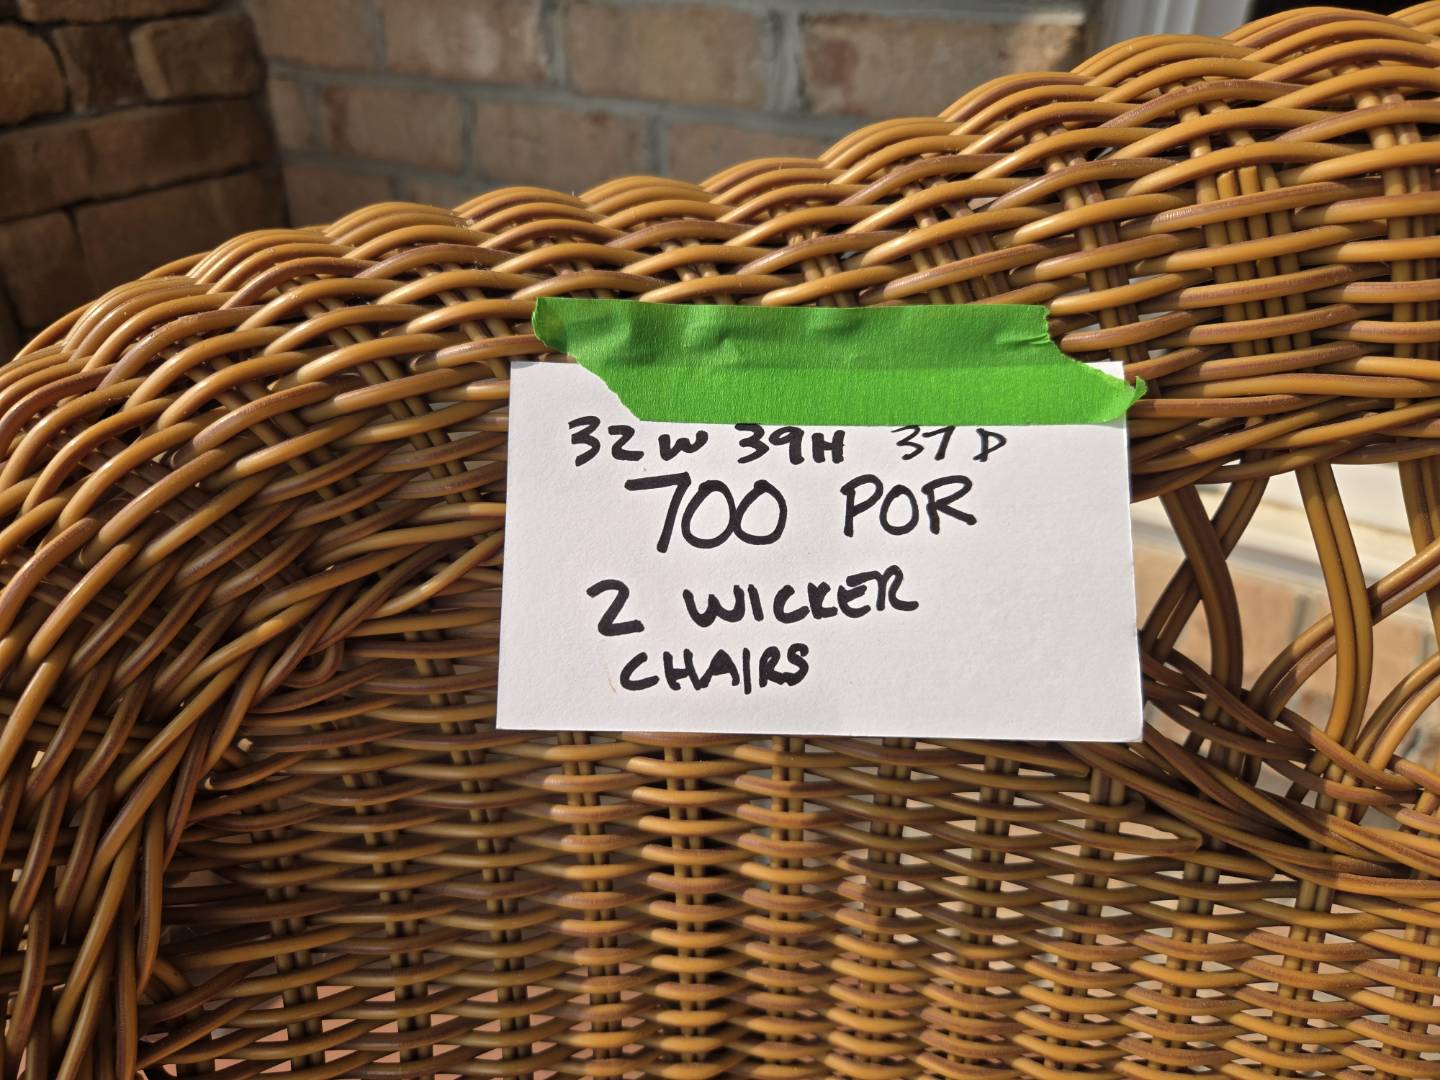 32W 39H 37D
700 POR
2 WICKER
CHAIRS